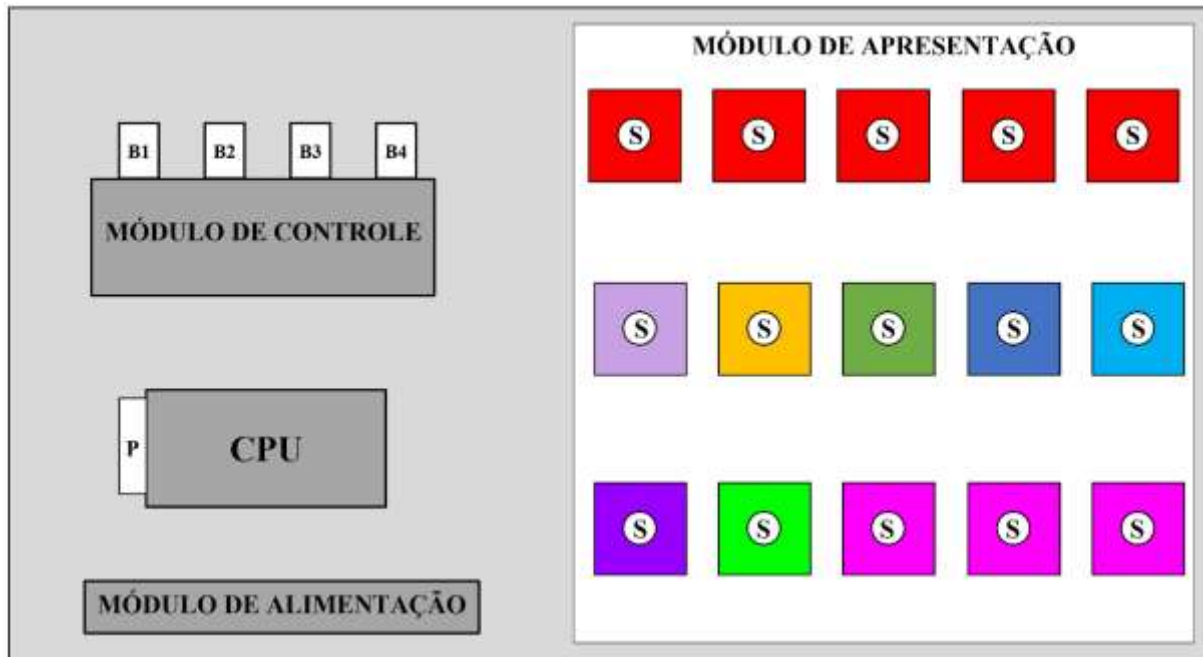 B1 B2 B3 B4
MÓDULO DE CONTROLE
P CPU
MÓDULO DE ALIMENTAÇÃO
MÓDULO DE APRESENTAÇÃO
S S S S S
S S S S S
S S S S S